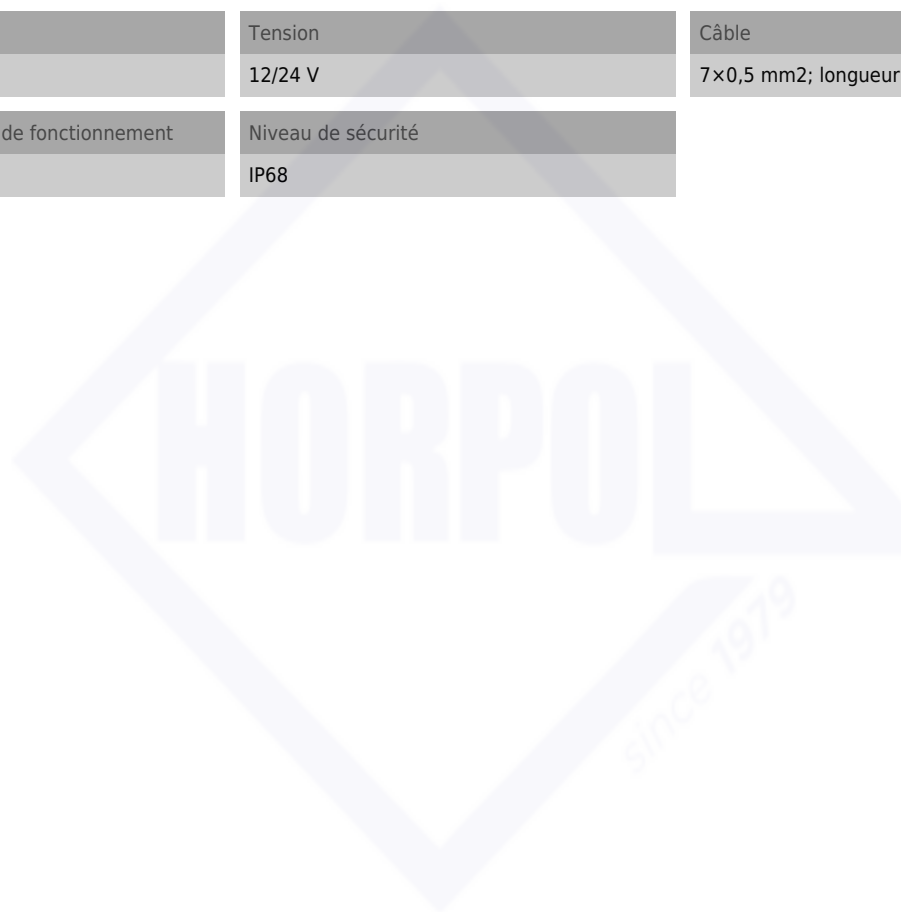 Tension
Câble
12/24 V
7×0,5 mm2; longueur
de fonctionnement
Niveau de sécurité
IP68
HORPOL
since 1979